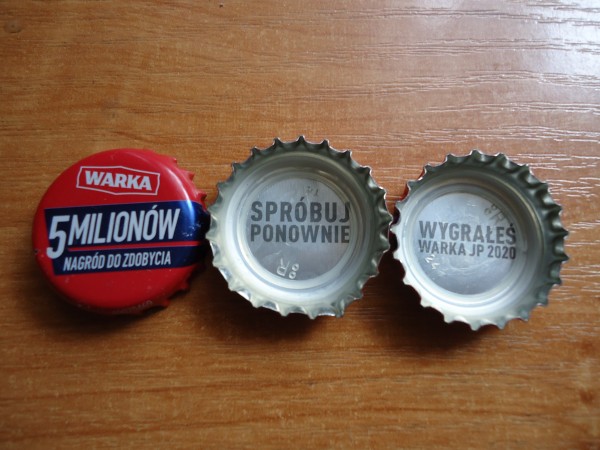 WARKA
5 MILIONÓW
NAGRÓD DO ZDOBYCIA
SPRÓBUJ
PONOWNIE
WYGRAŁEŚ
WARKA JP 2020